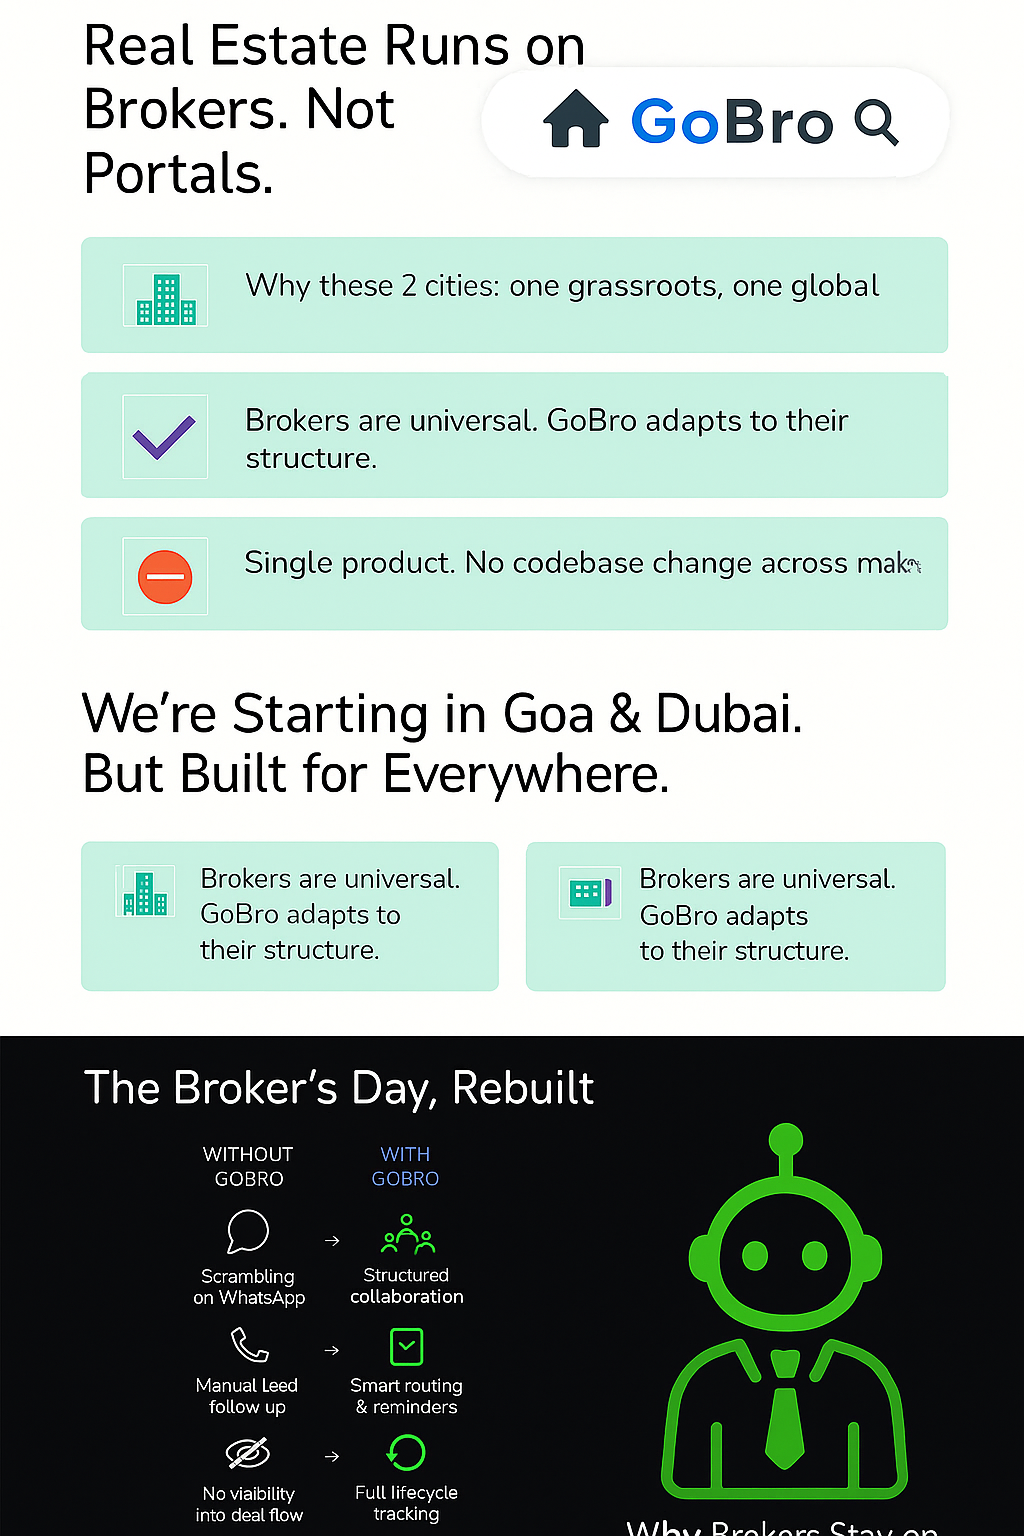 Real Estate Runs on
Brokers. Not
Portals.
GoBro
Why these 2 cities: one grassroots, one global
Brokers are universal. GoBro adapts to their
structure.
Single product. No codebase change across
We're Starting in Goa & Dubai.
But Built for Everywhere.
Brokers are universal.
GoBro adapts to
their structure.
Brokers are universal.
GoBro adapts
to their structure.
The Broker's Day, Rebuilt
WITHOUT
GOBRO
WITH
GOBRO
Scrambling
on WhatsApp
→
Structured
collaboration
Manual Leed
follow up
→
Smart routing
& reminders
No viability
into deal flow
→
Full lifecycle
tracking
Why Brokers Stay on